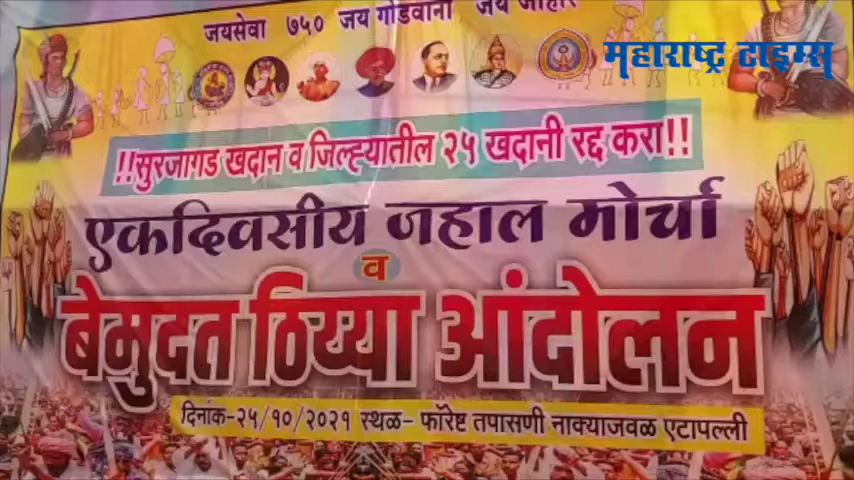 जयसेवा ७५० जय गोंडवाना जय जोहार
महाराष्ट्र टाइम्स
!!सुरजागड खदान व जिल्ह्यातील २५ खदानी रद्द करा!!
एकदिवसीय जहाल मोर्चा
व
बेमुदत ठिय्या आंदोलन
दिनांक-२५/१०/२०२१ स्थळ- फॉरेष्ट तपासणी नाक्याजवळ एटापल्ली